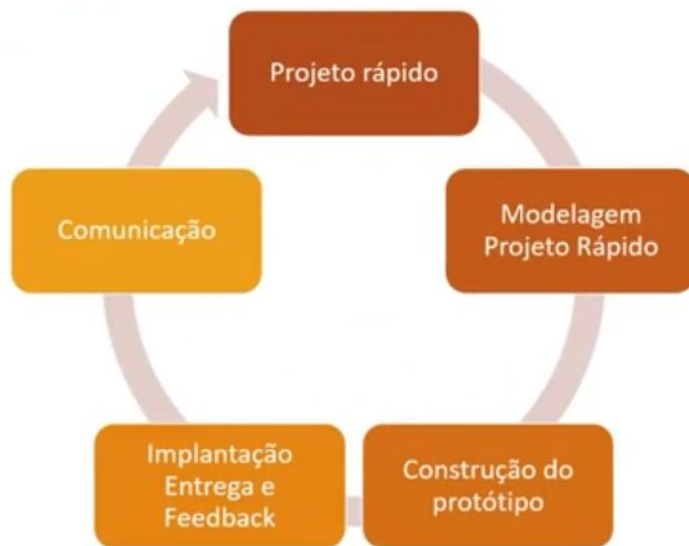 Projeto rápido
Modelagem
Projeto Rápido
Construção do
protótipo
Implantação
Entrega e
Feedback
Comunicação